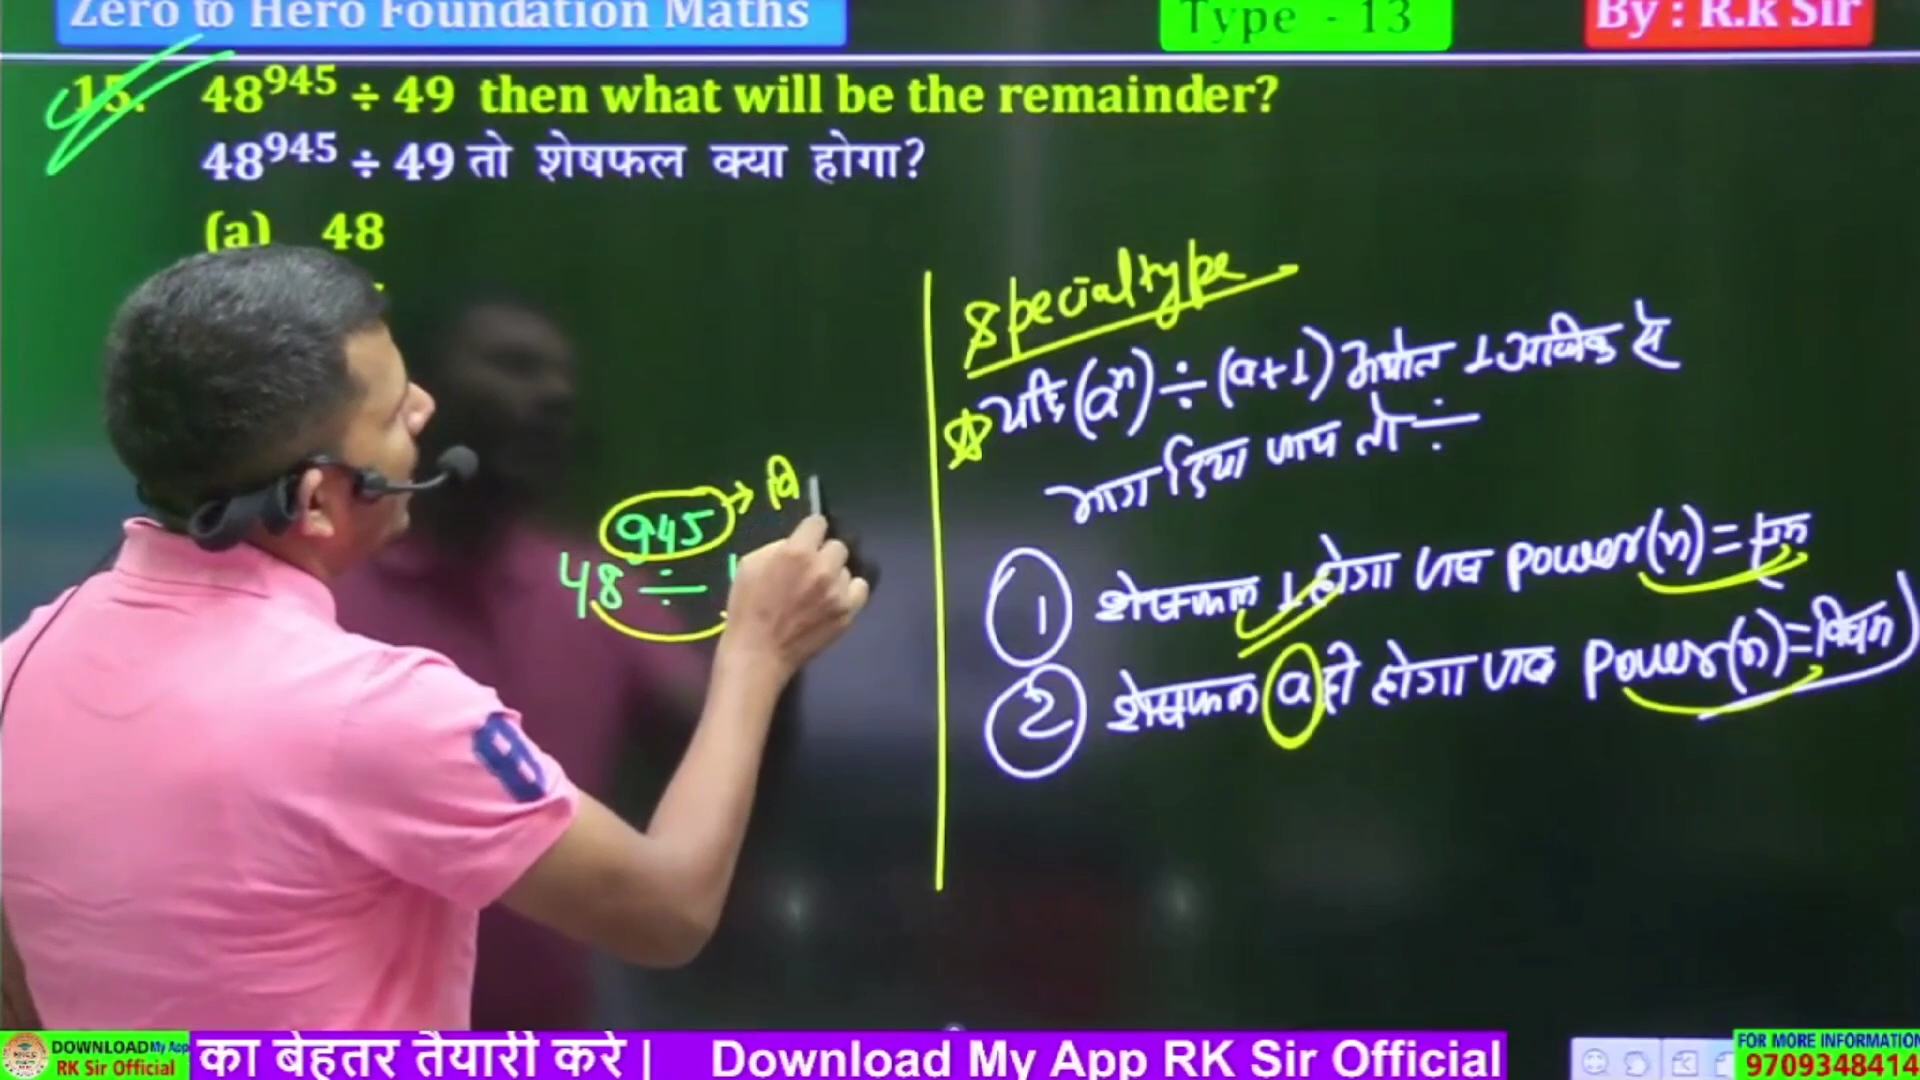 Zero to Hero Foundation Maths
Type - 13
By : R.k Sir
15. 48⁹⁴⁵ ÷ 49 then what will be the remainder?
48⁹⁴⁵ ÷ 49 तो शेषफल क्या होगा?
(a) 48
Special type
यदि (aⁿ) ÷ (a+1) अर्थात 1 अधिक से
भाग दिया जाय तो ÷
945 → वि
48 ÷
1 शेषफल 1 होगा जब Power(n) = सम
2 शेषफल a ही होगा जब Power(n) = विषम
DOWNLOAD My App
RK Sir Official
का बेहतर तैयारी करे | Download My App RK Sir Official
FOR MORE INFORMATION
9709348414